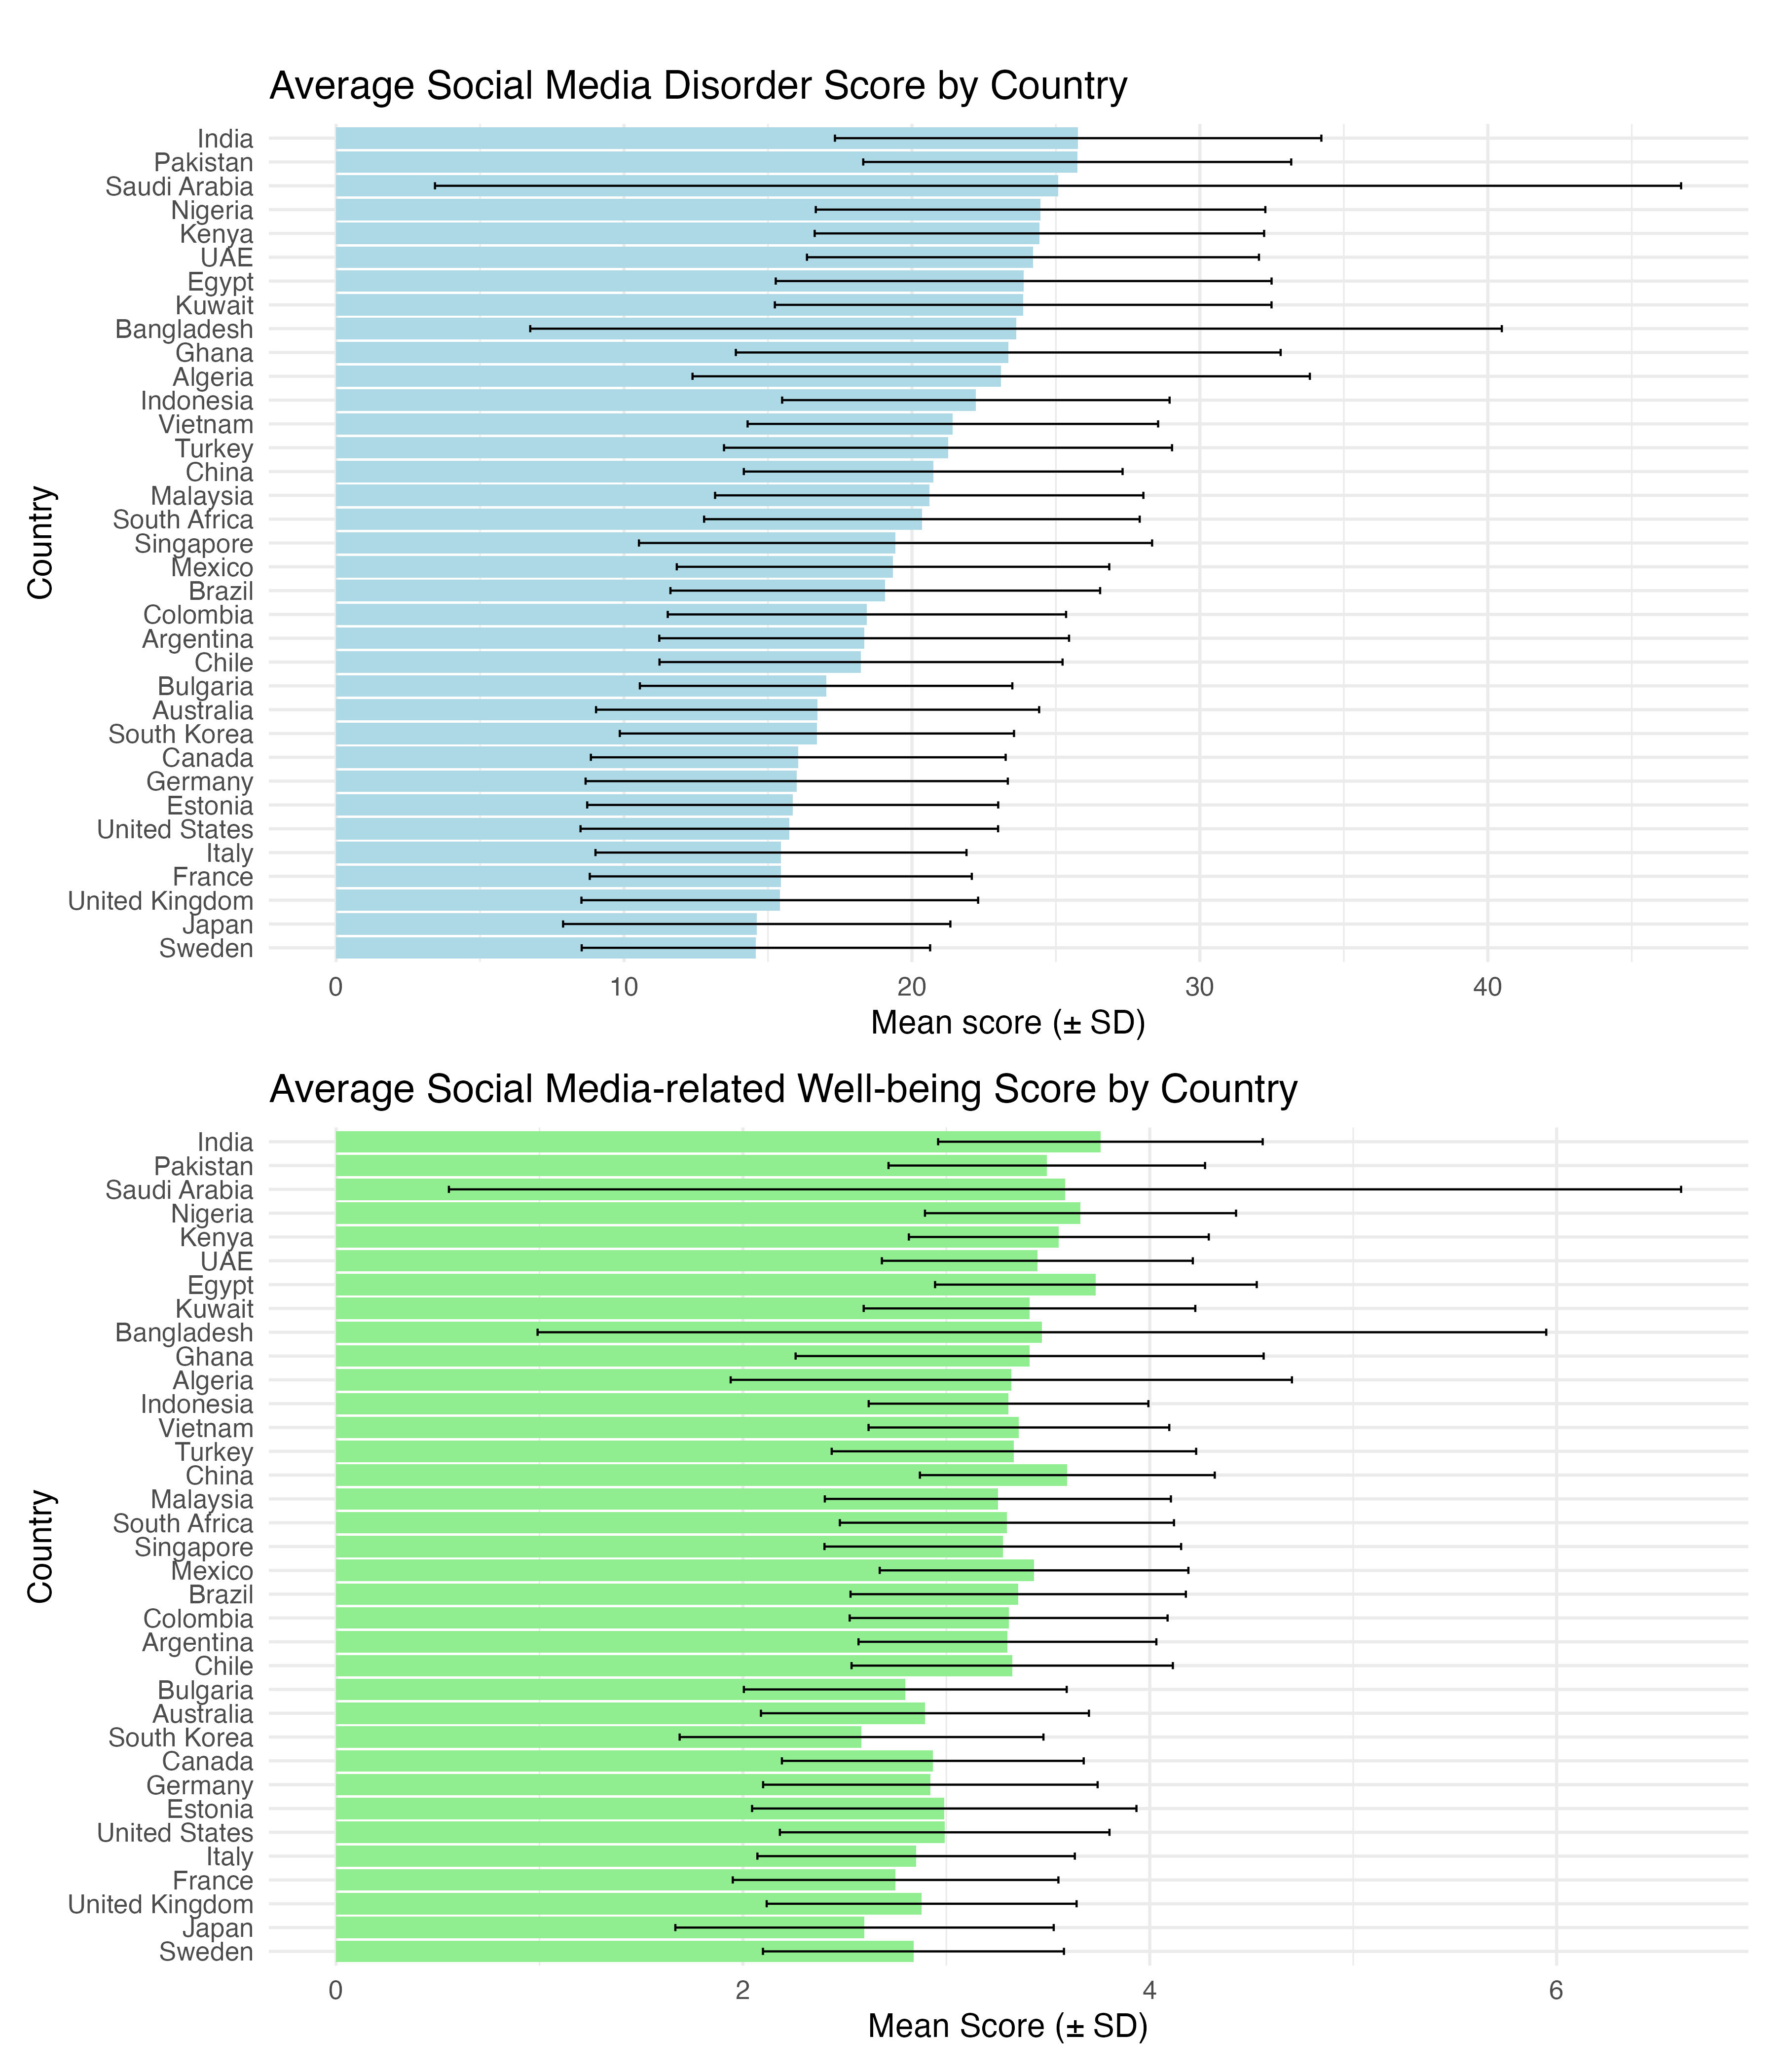 Average Social Media Disorder Score by Country
Country
India
Pakistan
Saudi Arabia
Nigeria
Kenya
UAE
Egypt
Kuwait
Bangladesh
Ghana
Algeria
Indonesia
Vietnam
Turkey
China
Malaysia
South Africa
Singapore
Mexico
Brazil
Colombia
Argentina
Chile
Bulgaria
Australia
South Korea
Canada
Germany
Estonia
United States
Italy
France
United Kingdom
Japan
Sweden
0 10 20 30 40
Mean score (± SD)
Average Social Media-related Well-being Score by Country
Country
India
Pakistan
Saudi Arabia
Nigeria
Kenya
UAE
Egypt
Kuwait
Bangladesh
Ghana
Algeria
Indonesia
Vietnam
Turkey
China
Malaysia
South Africa
Singapore
Mexico
Brazil
Colombia
Argentina
Chile
Bulgaria
Australia
South Korea
Canada
Germany
Estonia
United States
Italy
France
United Kingdom
Japan
Sweden
0 2 4 6
Mean Score (± SD)